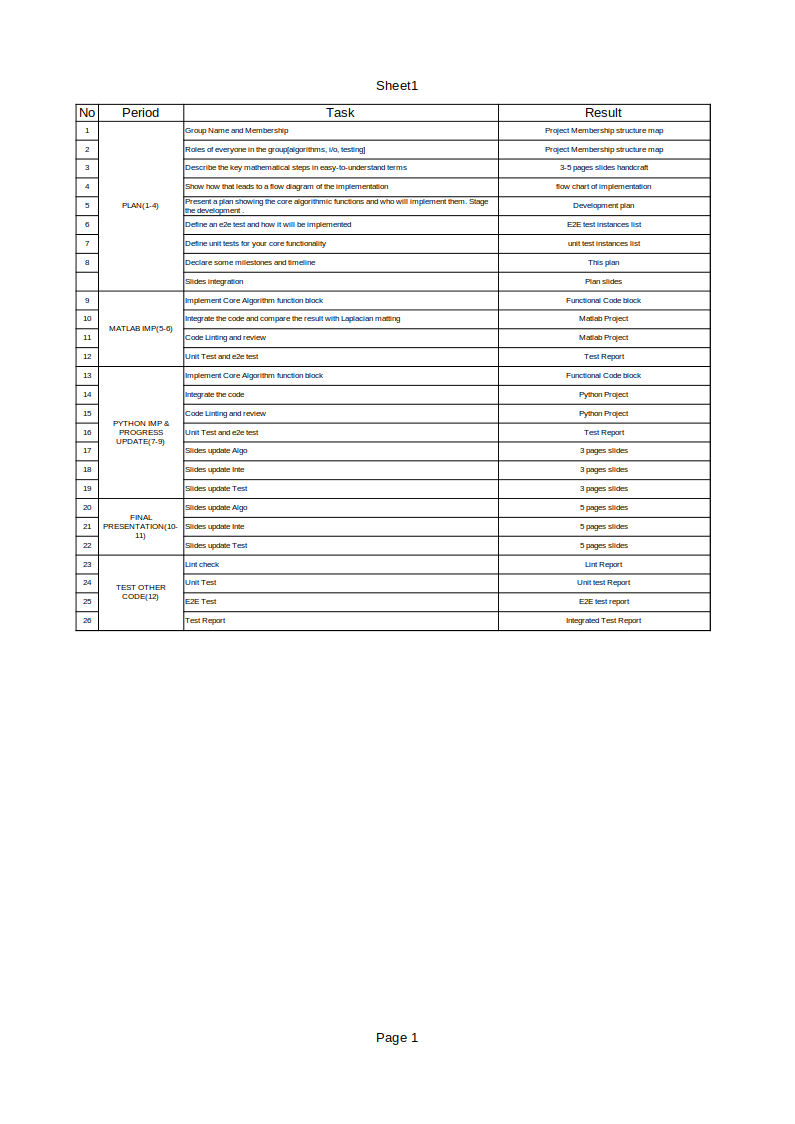 Sheet1
No Period Task Result
1 Group Name and Membership Project Membership structure map
2 Roles of everyone in the group[algorithms, i/o, testing] Project Membership structure map
3 Describe the key mathematical steps in easy-to-understand terms 3-5 pages slides handcraft
4 Show how that leads to a flow diagram of the implementation flow chart of implementation
PLAN(1-4)
5 Present a plan showing the core algorithmic functions and who will implement them. Stage
the development . Development plan
6 Define an e2e test and how it will be implemented E2E test instances list
7 Define unit tests for your core functionality unit test instances list
8 Declare some milestones and timeline This plan
Slides integration Plan slides
9 Implement Core Algorithm function block Functional Code block
10 Integrate the code and compare the result with Laplacian matting Matlab Project
MATLAB IMP(5-6)
11 Code Linting and review Matlab Project
12 Unit Test and e2e test Test Report
13 Implement Core Algorithm function block Functional Code block
14 Integrate the code Python Project
15 Code Linting and review Python Project
PYTHON IMP &
PROGRESS
UPDATE(7-9)
16 Unit Test and e2e test Test Report
17 Slides update Algo 3 pages slides
18 Slides update Inte 3 pages slides
19 Slides update Test 3 pages slides
20 Slides update Algo 5 pages slides
FINAL
PRESENTATION(10-
11)
21 Slides update Inte 5 pages slides
22 Slides update Test 5 pages slides
23 Lint check Lint Report
24 Unit Test Unit test Report
TEST OTHER
CODE(12)
25 E2E Test E2E test report
26 Test Report Integrated Test Report
Page 1